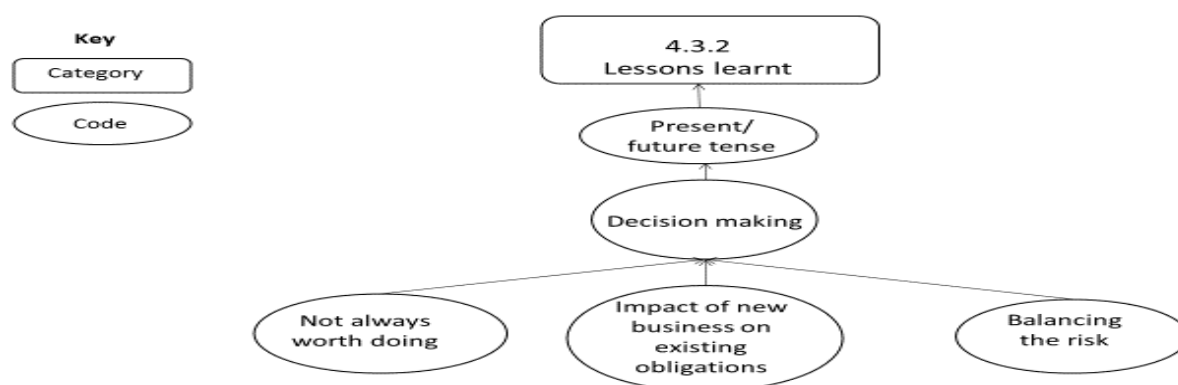 Key
Category
Code
4.3.2
Lessons learnt
Present/
future tense
Decision making
Not always
worth doing
Impact of new
business on
existing
obligations
Balancing
the risk